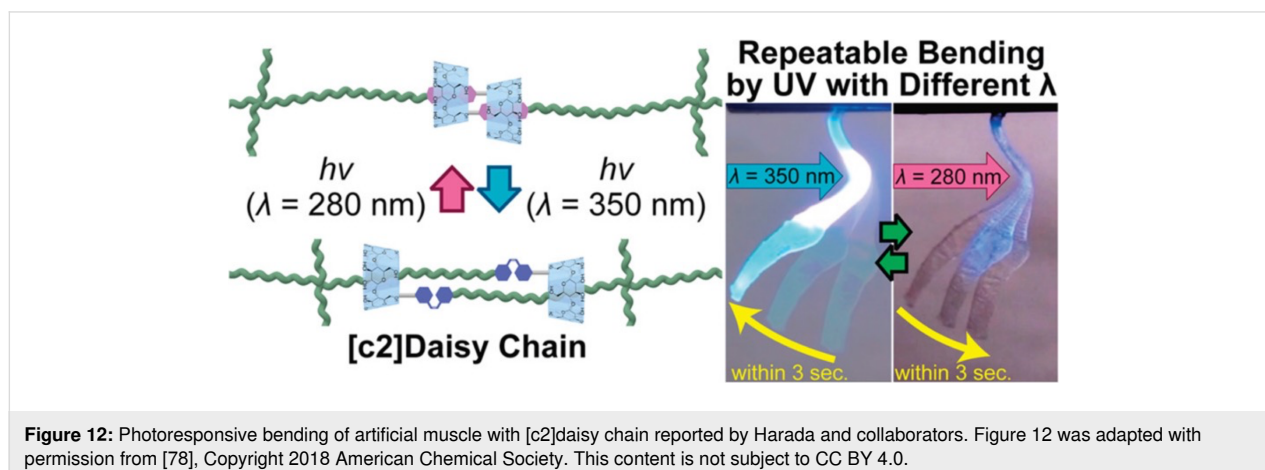 Repeatable Bending
by UV with Different λ
hν
(λ = 280 nm)
hν
(λ = 350 nm)
[c2]Daisy Chain
λ = 350 nm
λ = 280 nm
within 3 sec.
within 3 sec.
Figure 12: Photoresponsive bending of artificial muscle with [c2]daisy chain reported by Harada and collaborators. Figure 12 was adapted with
permission from [78], Copyright 2018 American Chemical Society. This content is not subject to CC BY 4.0.